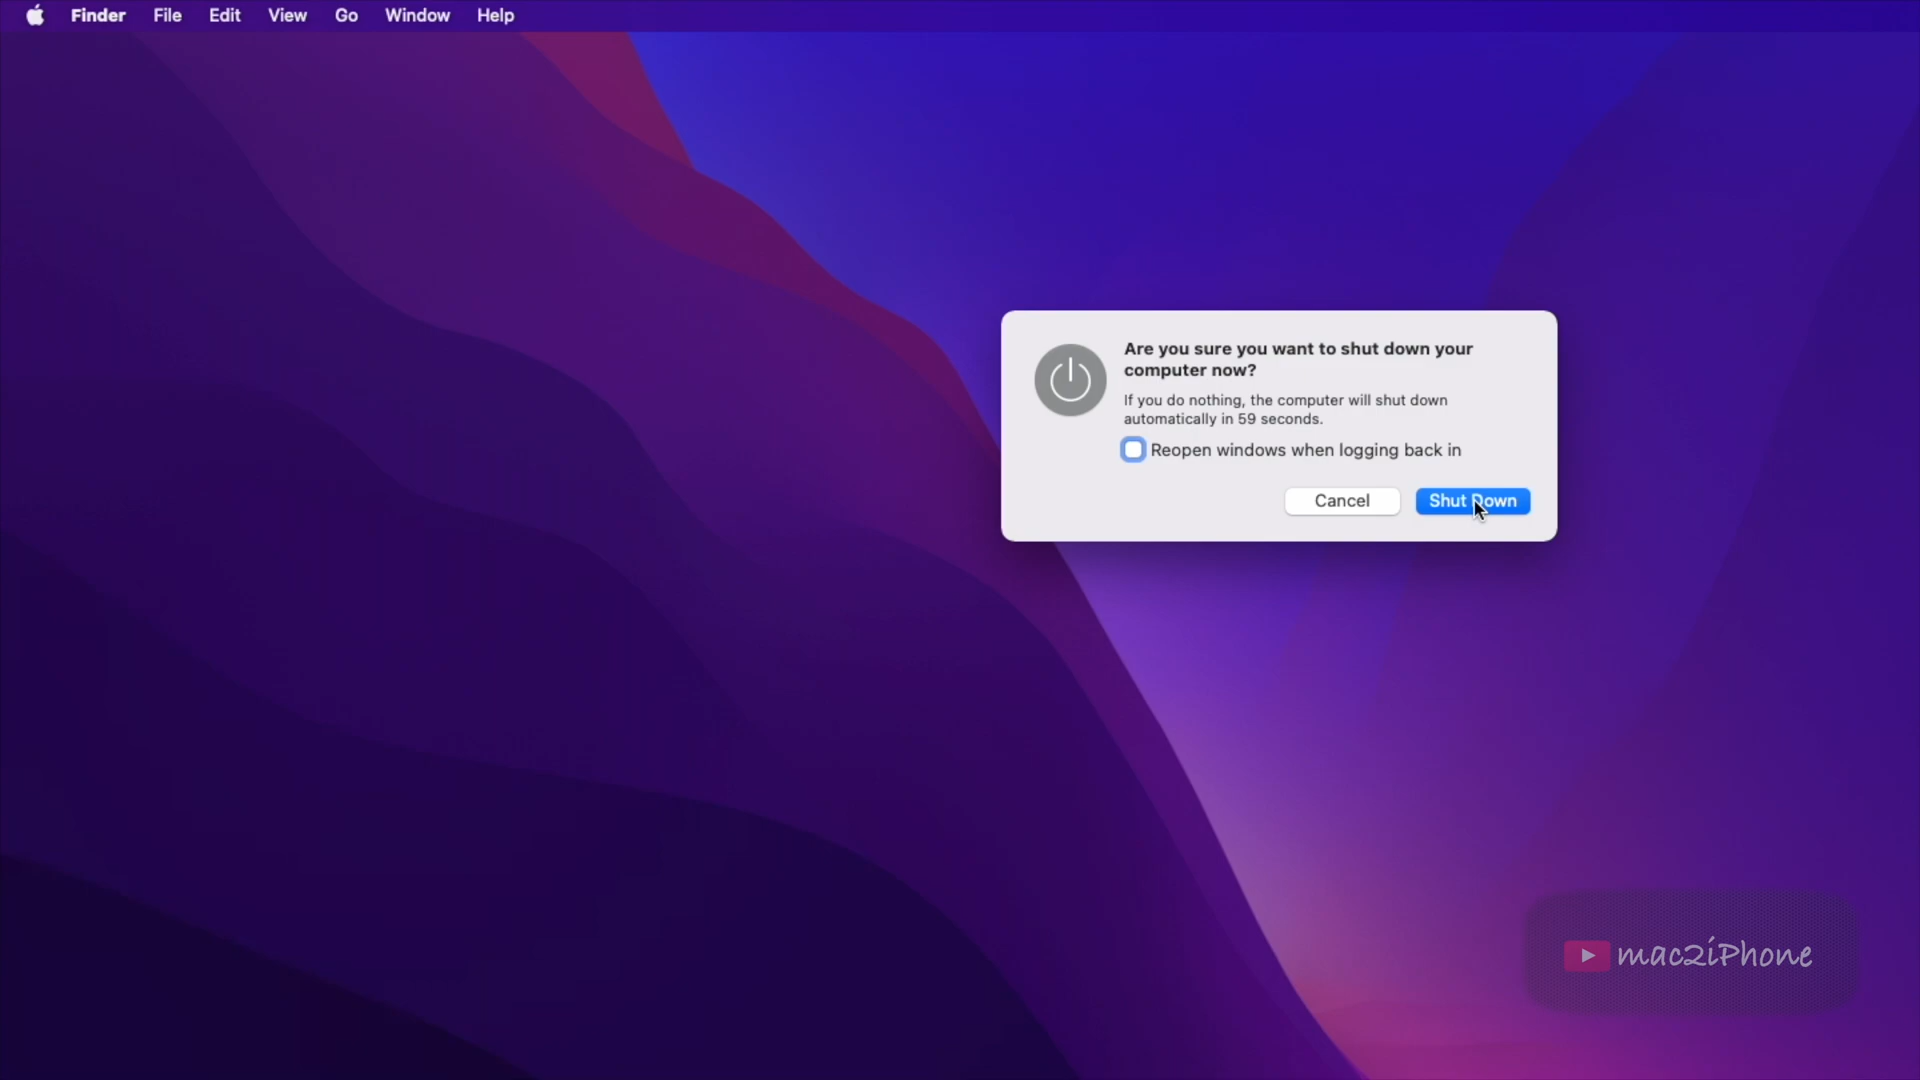 Finder File Edit View Go Window Help
Are you sure you want to shut down your
computer now?
If you do nothing, the computer will shut down
automatically in 59 seconds.
Reopen windows when logging back in
Cancel Shut Down
mac2iPhone